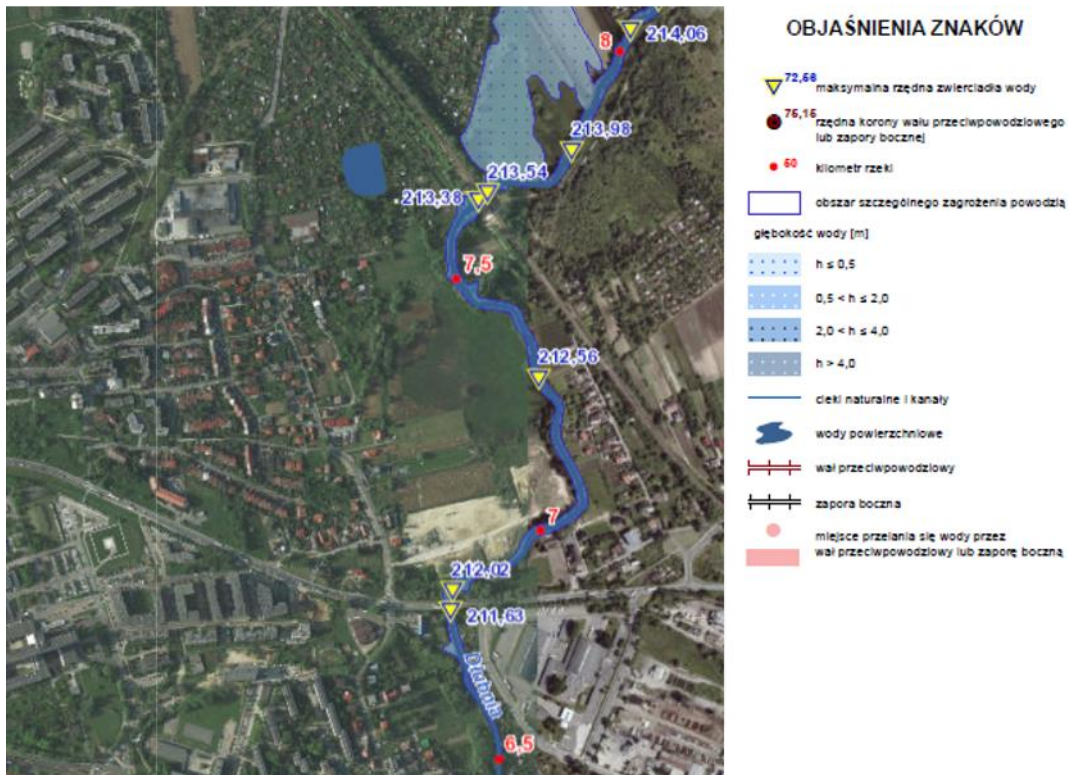 214,06
8
213,98
213,54
213,38
7,5
212,56
7
212,02
211,63
Dłubnia
6,5
OBJAŚNIENIA ZNAKÓW
72,56
maksymalna rzędna zwierciadła wody
75,15
rzędna korony wału przeciwpowodziowego
lub zapory bocznej
50
kilometr rzeki
obszar szczególnego zagrożenia powodzią
głębokość wody [m]
h ≤ 0,5
0,5 < h ≤ 2,0
2,0 < h ≤ 4,0
h > 4,0
cieki naturalne i kanały
wody powierzchniowe
wał przeciwpowodziowy
zapora boczna
miejsce przelania się wody przez
wał przeciwpowodziowy lub zaporę boczną